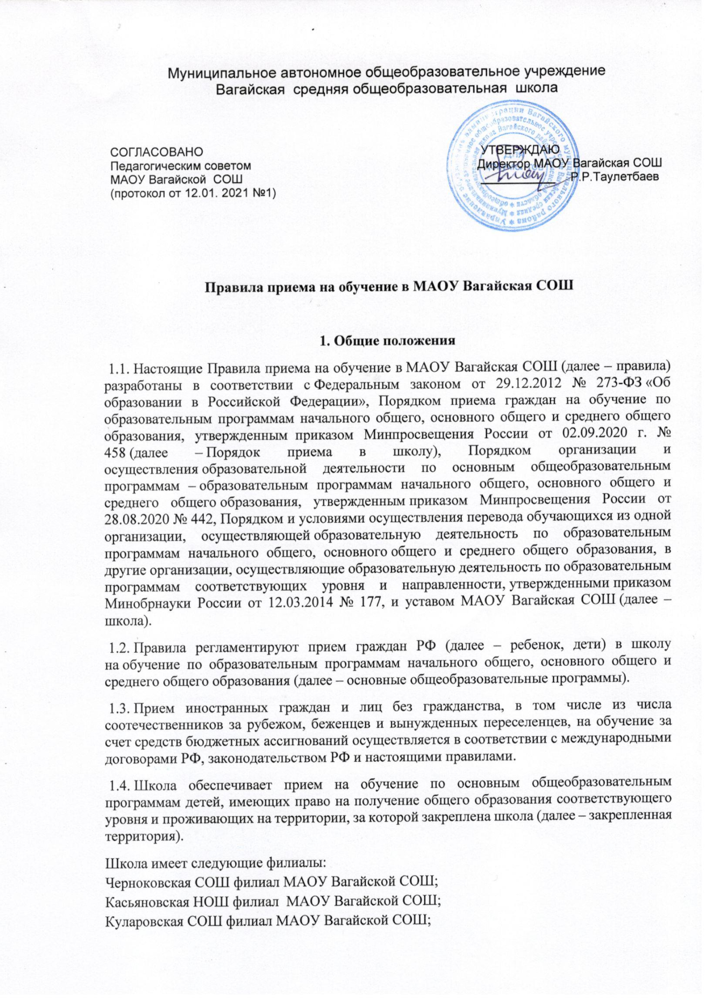 Муниципальное автономное общеобразовательное учреждение
Вагайская средняя общеобразовательная школа
СОГЛАСОВАНО
Педагогическим советом
МАОУ Вагайской СОШ
(протокол от 12.01. 2021 №1)
УТВЕРЖДАЮ
Директор МАОУ Вагайская СОШ
Р.Р.Таулетбаев
Правила приема на обучение в МАОУ Вагайская СОШ
1. Общие положения
1.1. Настоящие Правила приема на обучение в МАОУ Вагайская СОШ (далее – правила)
разработаны в соответствии с Федеральным законом от 29.12.2012 № 273-ФЗ «Об
образовании в Российской Федерации», Порядком приема граждан на обучение по
образовательным программам начального общего, основного общего и среднего общего
образования, утвержденным приказом Минпросвещения России от 02.09.2020 г. №
458 (далее – Порядок приема в школу), Порядком организации и
осуществления образовательной деятельности по основным общеобразовательным
программам – образовательным программам начального общего, основного общего и
среднего общего образования, утвержденным приказом Минпросвещения России от
28.08.2020 № 442, Порядком и условиями осуществления перевода обучающихся из одной
организации, осуществляющей образовательную деятельность по образовательным
программам начального общего, основного общего и среднего общего образования, в
другие организации, осуществляющие образовательную деятельность по образовательным
программам соответствующих уровня и направленности, утвержденными приказом
Минобрнауки России от 12.03.2014 № 177, и уставом МАОУ Вагайская СОШ (далее –
школа).
1.2. Правила регламентируют прием граждан РФ (далее – ребенок, дети) в школу
на обучение по образовательным программам начального общего, основного общего и
среднего общего образования (далее – основные общеобразовательные программы).
1.3. Прием иностранных граждан и лиц без гражданства, в том числе из числа
соотечественников за рубежом, беженцев и вынужденных переселенцев, на обучение за
счет средств бюджетных ассигнований осуществляется в соответствии с международными
договорами РФ, законодательством РФ и настоящими правилами.
1.4. Школа обеспечивает прием на обучение по основным общеобразовательным
программам детей, имеющих право на получение общего образования соответствующего
уровня и проживающих на территории, за которой закреплена школа (далее – закрепленная
территория).
Школа имеет следующие филиалы:
Черноковская СОШ филиал МАОУ Вагайской СОШ;
Касьяновская НОШ филиал МАОУ Вагайской СОШ;
Куларовская СОШ филиал МАОУ Вагайской СОШ;